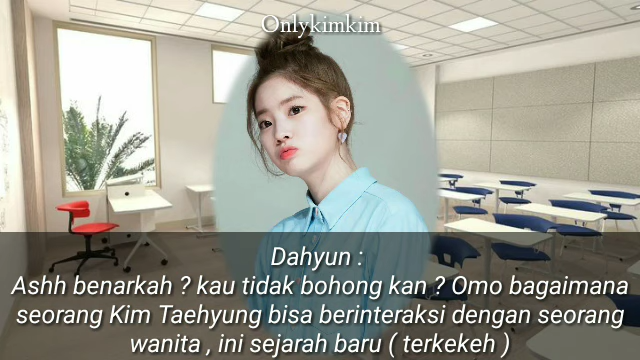 Onlykimkim
Dahyun :
Ashh benarkah ? kau tidak bohong kan ? Omo bagaimana
seorang Kim Taehyung bisa berinteraksi dengan seorang
wanita , ini sejarah baru ( terkekeh )